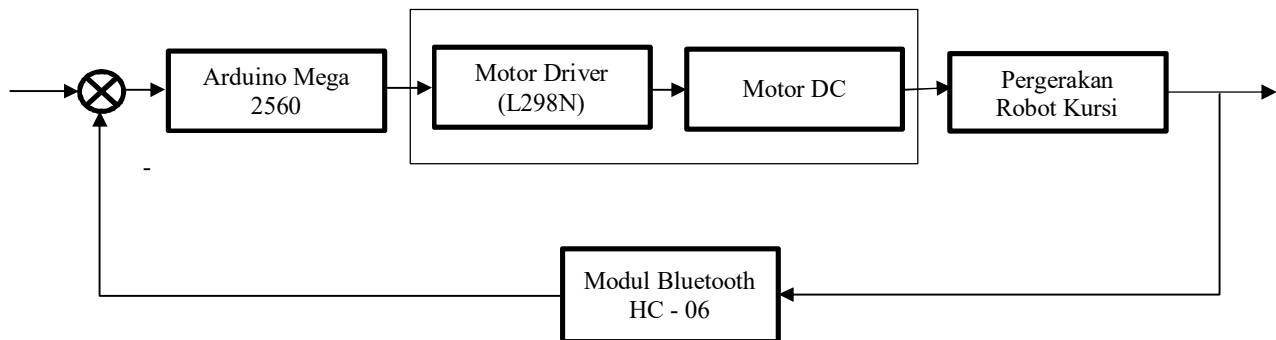 Arduino Mega
2560
Motor Driver
(L298N)
Motor DC
Pergerakan
Robot Kursi
-
Modul Bluetooth
HC - 06